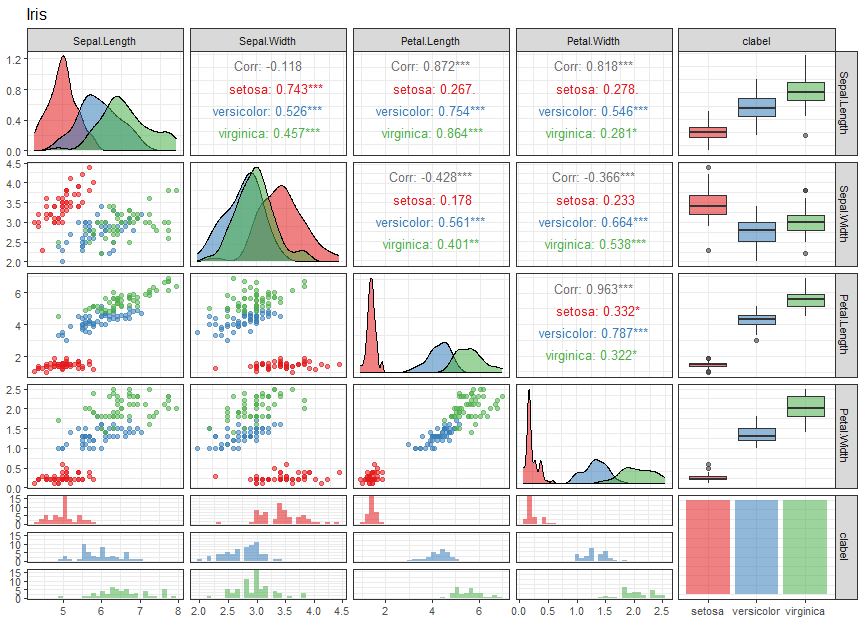 Iris
Sepal.Length Sepal.Width Petal.Length Petal.Width clabel
1.2
0.8
0.4
0.0
Corr: -0.118
setosa: 0.743***
versicolor: 0.526***
virginica: 0.457***
Corr: 0.872***
setosa: 0.267.
versicolor: 0.754***
virginica: 0.864***
Corr: 0.818***
setosa: 0.278.
versicolor: 0.546***
virginica: 0.281*
Sepal.Length
4.5
4.0
3.5
3.0
2.5
2.0
Corr: -0.428***
setosa: 0.178
versicolor: 0.561***
virginica: 0.401**
Corr: -0.366***
setosa: 0.233
versicolor: 0.664***
virginica: 0.538***
Sepal.Width
6
4
2
Corr: 0.963***
setosa: 0.332*
versicolor: 0.787***
virginica: 0.322*
Petal.Length
2.5
2.0
1.5
1.0
0.5
0.0
Petal.Width
15
10
5
0
15
10
5
0
15
10
5
0
clabel
5 6 7 8
2.0 2.5 3.0 3.5 4.0 4.5
2 4 6
0.0 0.5 1.0 1.5 2.0 2.5
setosa versicolor virginica